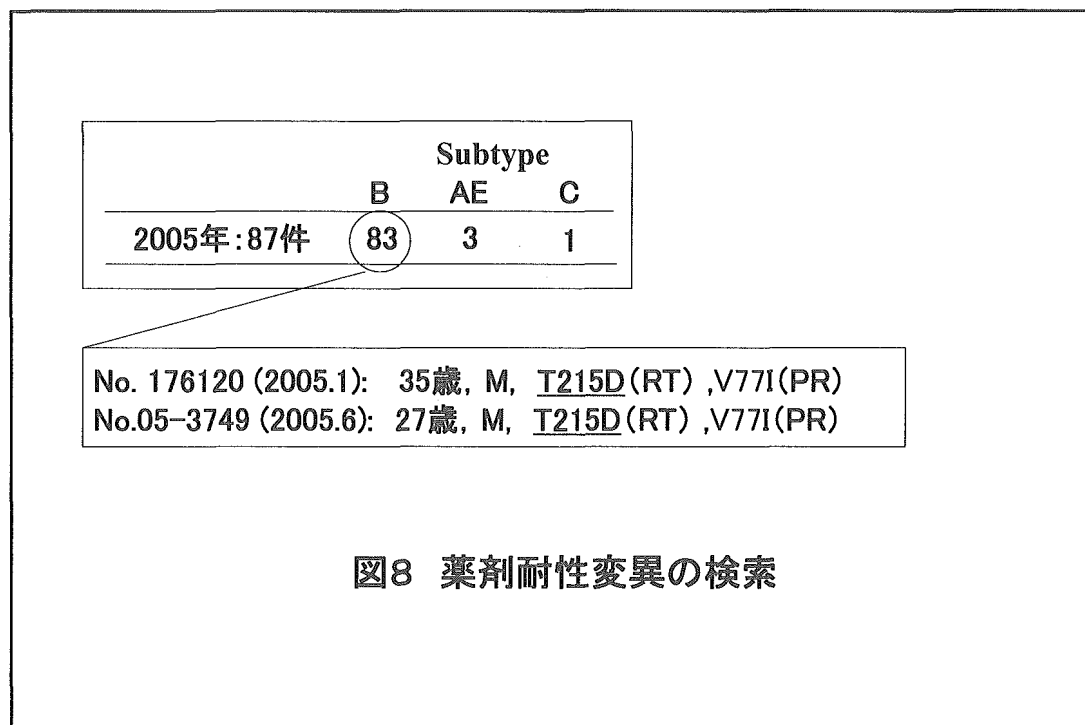 Subtype
B AE C
2005年:87件 83 3 1
No. 176120 (2005.1): 35歳, M, T215D(RT) ,V77I(PR)
No.05-3749 (2005.6): 27歳, M, T215D(RT) ,V77I(PR)
図8 薬剤耐性変異の検索